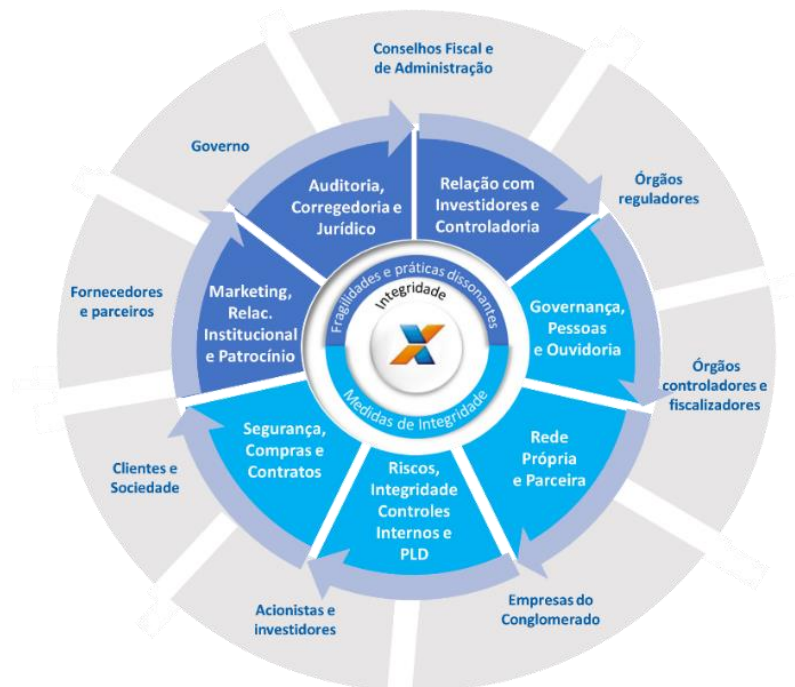 Conselhos Fiscal e
de Administração
Órgãos
reguladores
Órgãos
controladores e
fiscalizadores
Empresas do
Conglomerado
Acionistas e
investidores
Clientes e
Sociedade
Fornecedores
e parceiros
Governo
Auditoria,
Corregedoria e
Jurídico
Relação com
Investidores e
Controladoria
Governança,
Pessoas
e Ouvidoria
Rede
Própria
e Parceira
Riscos,
Integridade
Controles
Internos e
PLD
Segurança,
Compras e
Contratos
Marketing,
Relac.
Institucional
e Patrocínio
Fragilidades e práticas dissonantes
Integridade
Medidas de Integridade